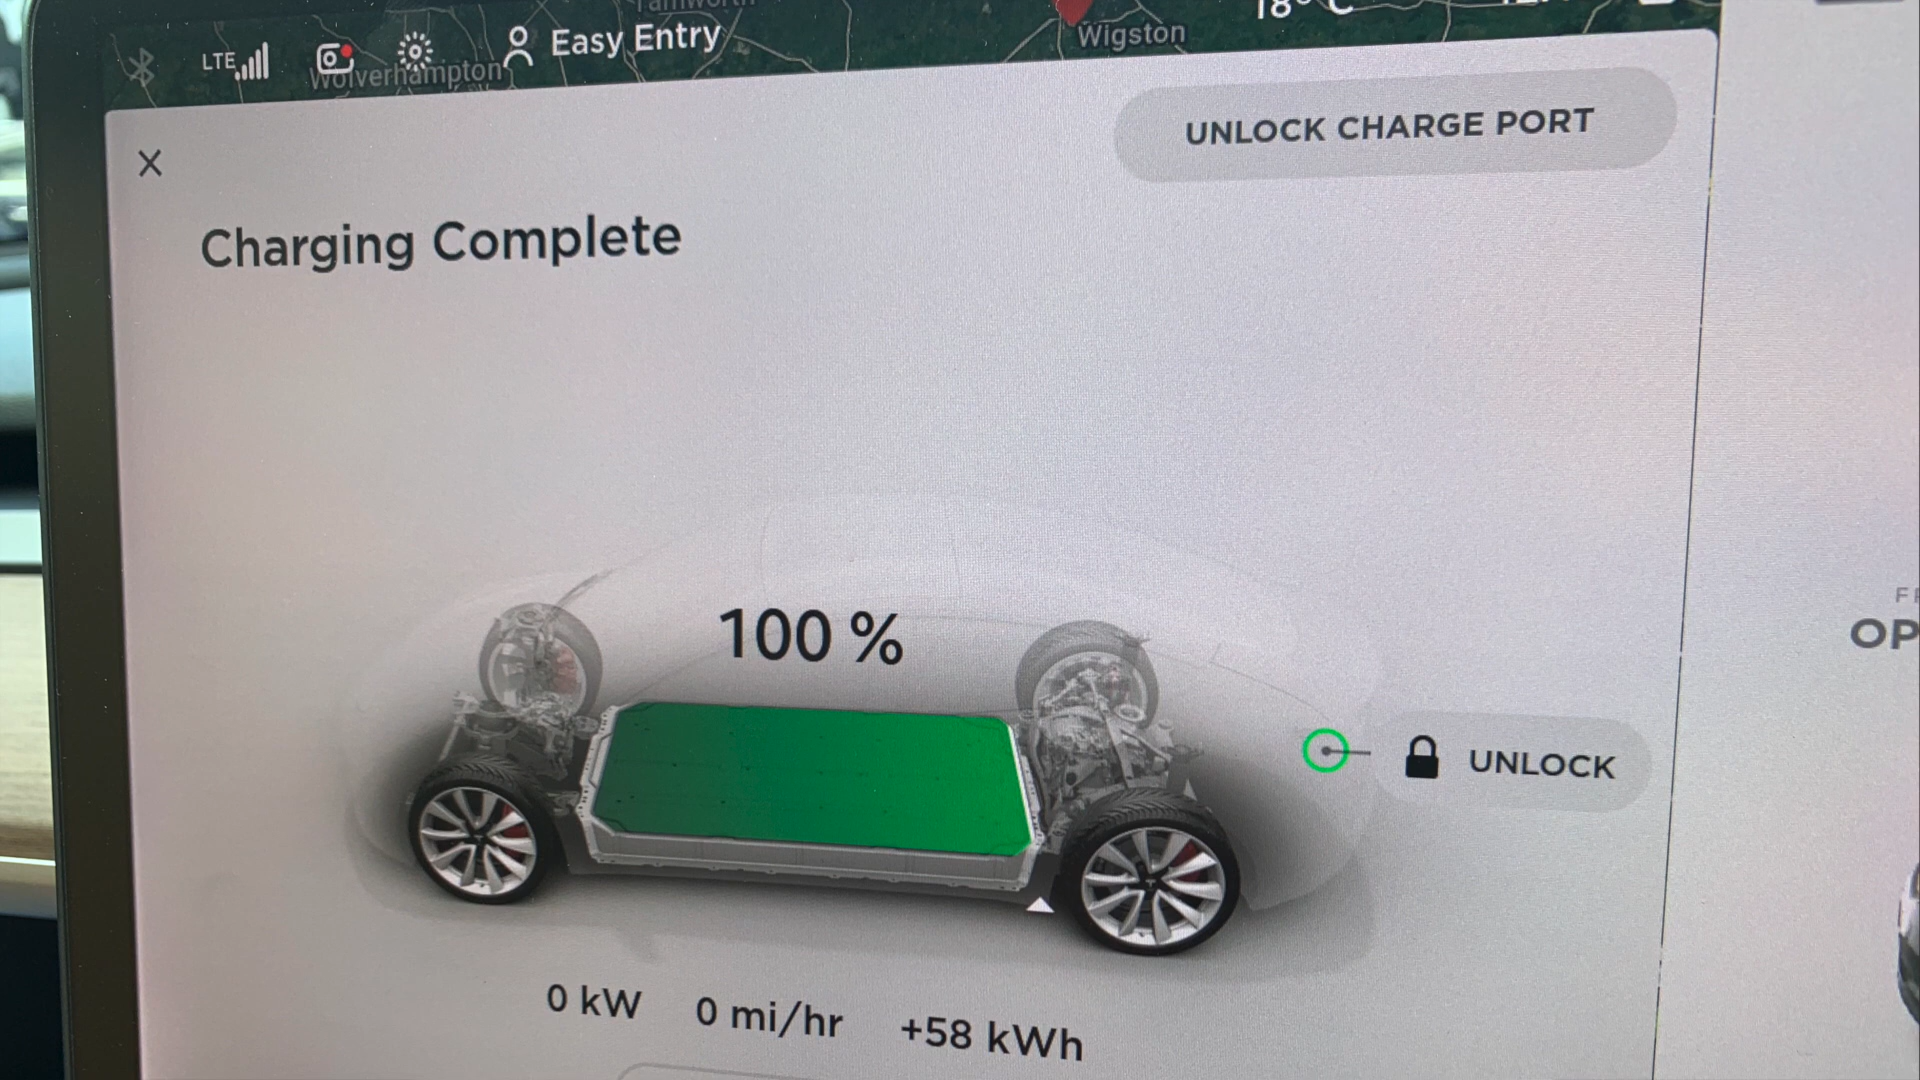 Wigston
LTE
Easy Entry
Wolverhampton
UNLOCK CHARGE PORT
Charging Complete
100 %
UNLOCK
OP
0 kW 0 mi/hr +58 kWh